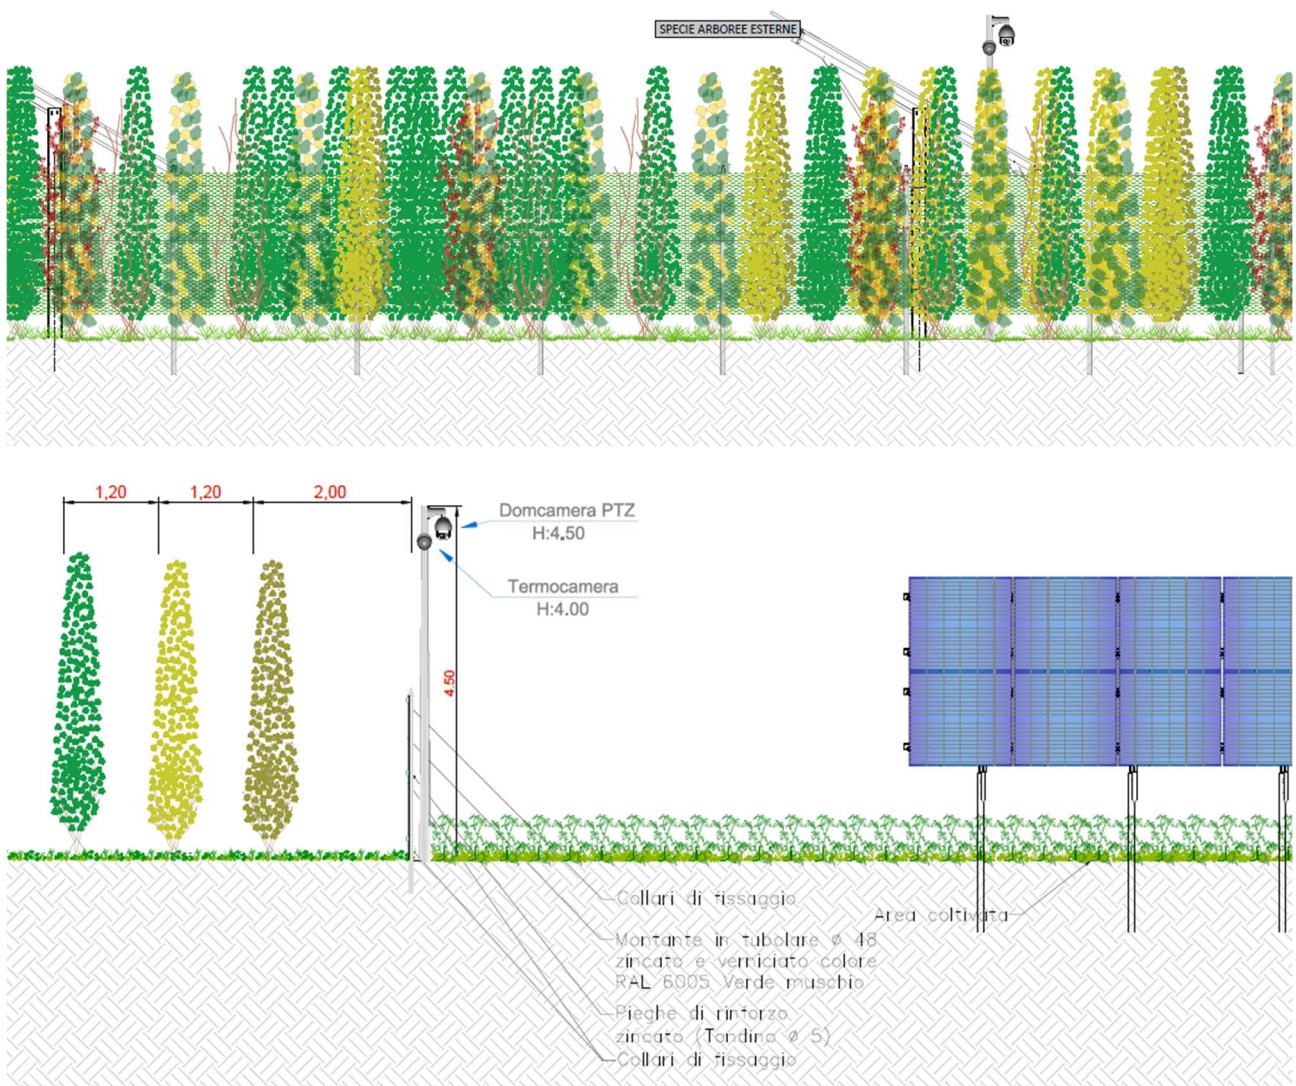 SPECIE ARBOREE ESTERNE
1,20
1,20
2,00
Domcamera PTZ
H:4.50
Termocamera
H:4.00
4.50
Collari di fissaggio
Area coltivata
Montante in tubolare ø 48
zincato e verniciato colore
RAL 6005 Verde muschio
Pieghe di rinforzo
zincato (Tondino ø 5)
Collari di fissaggio